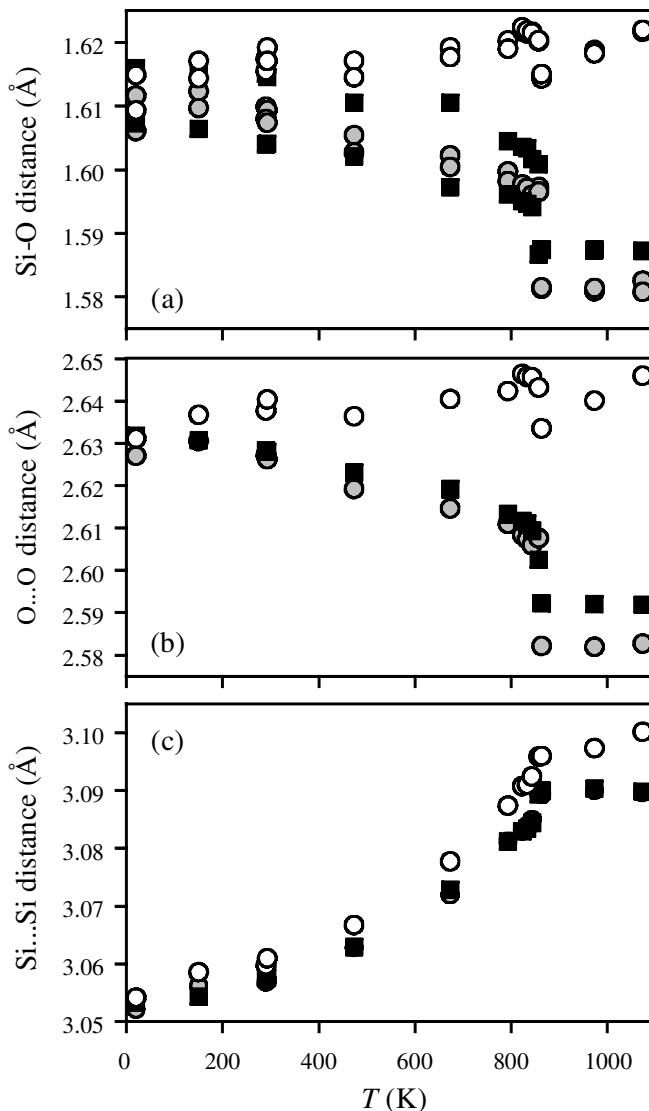 1.62
1.61
1.60
1.59
1.58
Si-O distance (Å)
(a)
2.65
2.64
2.63
2.62
2.61
2.60
2.59
2.58
O...O distance (Å)
(b)
3.10
3.09
3.08
3.07
3.06
3.05
Si...Si distance (Å)
(c)
0 200 400 600 800 1000
T (K)